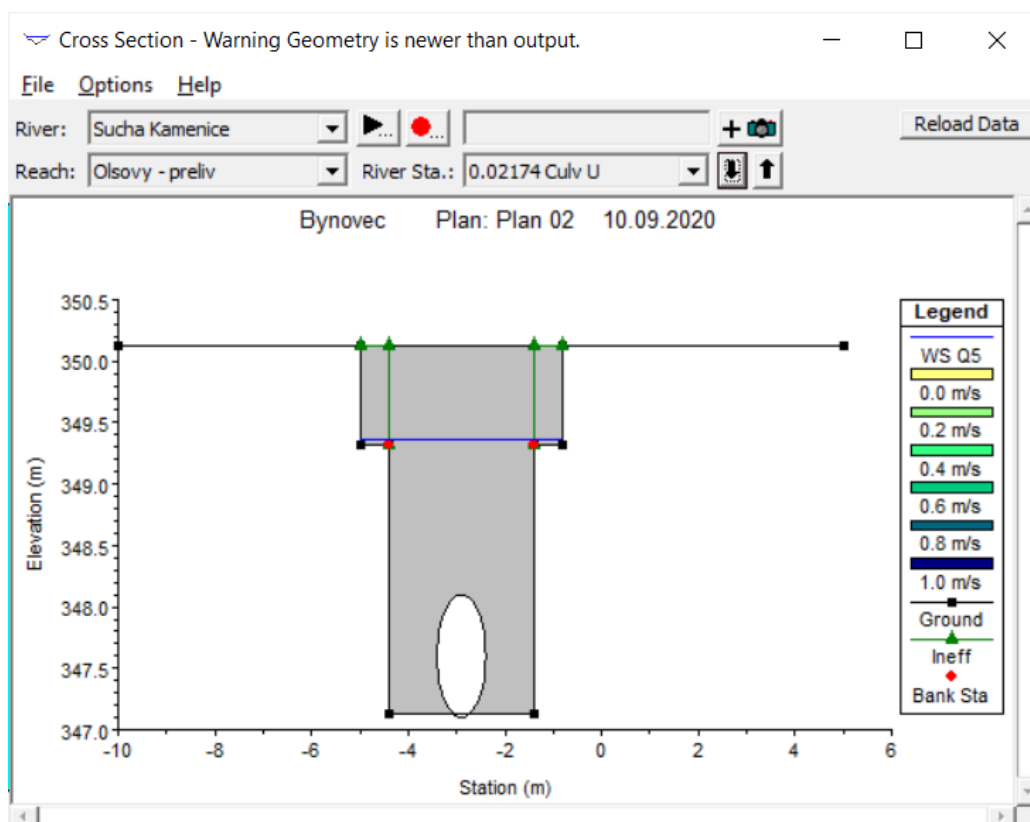 Cross Section - Warning Geometry is newer than output.
File Options Help
River: Sucha Kamenice Reload Data
Reach: Olsovy - preliv River Sta.: 0.02174 Culv U
Bynovec Plan: Plan 02 10.09.2020
Elevation (m)
350.5
350.0
349.5
349.0
348.5
348.0
347.5
347.0
-10 -8 -6 -4 -2 0 2 4 6
Station (m)
Legend
WS Q5
0.0 m/s
0.2 m/s
0.4 m/s
0.6 m/s
0.8 m/s
1.0 m/s
Ground
Ineff
Bank Sta